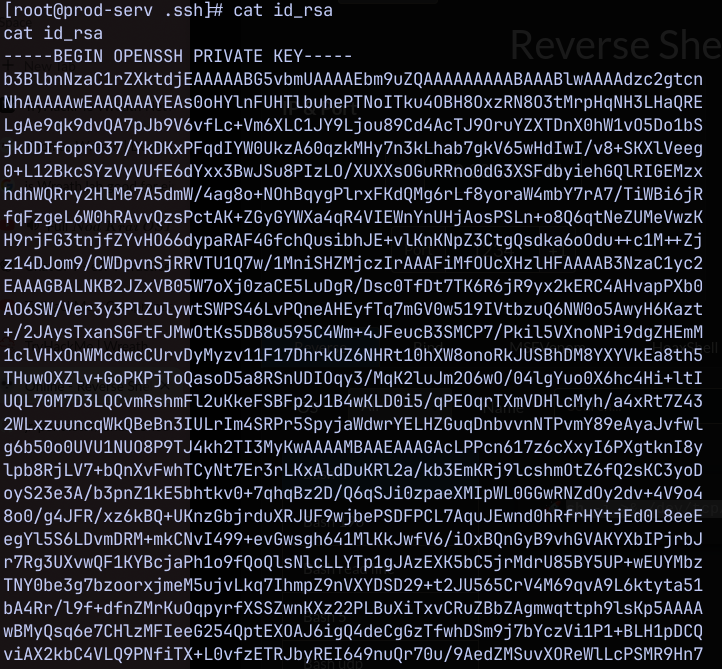 Reverse She
[root@prod-serv .ssh]# cat id_rsa
cat id_rsa
-----BEGIN OPENSSH PRIVATE KEY-----
b3BlbnNzaC1rZXktdjEAAAAABG5vbmUAAAAEbm9uZQAAAAAAAAABAAABlwAAAAdzc2gtcn
NhAAAAAwEAAQAAAYEAs0oHYlnFUHTlbuhePTNoITku4OBH8OxzRN8O3tMrpHqNH3LHaQRE
LgAe9qk9dvQA7pJb9V6vfLc+Vm6XLC1JY9Ljou89Cd4AcTJ9OruYZXTDnX0hW1vO5Do1bS
jkDDIfoprO37/YkDKxPFqdIYW0UkzA60qzkMHy7n3kLhab7gkV65wHdIwI/v8+SKXlVeeg
0+L12BkcSYzVyVUfE6dYxx3BwJSu8PIzLO/XUXXsOGuRRno0dG3XSFdbyiehGQlRIGEMzx
hdhWQRry2HlMe7A5dmW/4ag8o+NOhBqygPlrxFKdQMg6rLf8yoraW4mbY7rA7/TiWBi6jR
fqFzgeL6W0hRAvvQzsPctAK+ZGyGYWXa4qR4VIEWnYnUHjAosPSLn+o8Q6qtNeZUMeVwzK
H9rjFG3tnjfZYvHO66dypaRAF4GfchQusibhJE+vlKnKNpZ3CtgQsdka6oOdu++c1M++Zj
z14DJom9/CWDpvnSjRRVTU1Q7w/1MniSHZMjczIrAAAFiMfOUcXHzlHFAAAAB3NzaC1yc2
EAAAGBALNKB2JZxVB05W7oXj0zaCE5LuDgR/Dsc0TfDt7TK6R6jR9yx2kERC4AHvapPXb0
AO6SW/Ver3y3PlZulywtSWPS46LvPQneAHEyfTq7mGV0w519IVtbzuQ6NW0o5AwyH6Kazt
+/2JAysTxanSGFtFJMwOtKs5DB8u595C4Wm+4JFeucB3SMCP7/Pkil5VXnoNPi9dgZHEmM
1clVHxOnWMcdwcCUrvDyMyzv11F17DhrkUZ6NHRt10hXW8onoRkJUSBhDM8YXYVkEa8th5
THuwOXZlv+GoPKPjToQasoD5a8RSnUDIOqy3/MqK2luJm2O6wO/04lgYuo0X6hc4Hi+ltI
UQL70M7D3LQCvmRshmFl2uKkeFSBFp2J1B4wKLD0i5/qPEOqrTXmVDHlcMyh/a4xRt7Z43
2WLxzuuncqWkQBeBn3IULrIm4SRPr5SpyjaWdwrYELHZGuqDnbvvnNTPvmY89eAyaJvfwl
g6b50o0UVU1NUO8P9TJ4kh2TI3MyKwAAAAMBAAEAAAGAcLPPcn617z6cXxyI6PXgtknI8y
lpb8RjLV7+bQnXvFwhTCyNt7Er3rLKxAldDuKRl2a/kb3EmKRj9lcshmOtZ6fQ2sKC3yoD
oyS23e3A/b3pnZ1kE5bhtkv0+7qhqBz2D/Q6qSJi0zpaeXMIpWL0GGwRNZdOy2dv+4V9o4
8o0/g4JFR/xz6kBQ+UKnzGbjrduXRJUF9wjbePSDFPCL7AquJEwnd0hRfrHYtjEd0L8eeE
egYl5S6LDvmDRM+mkCNvI499+evGwsgh641MlKkJwfV6/iOxBQnGyB9vhGVAKYXbIPjrbJ
r7Rg3UXvwQF1KYBcjaPh1o9fQoQlsNlcLLYTp1gJAzEXK5bC5jrMdrU85BY5UP+wEUYMbz
TNY0be3g7bzoorxjmeM5ujvLkq7IhmpZ9nVXYDSD29+t2JU565CrV4M69qvA9L6ktyta51
bA4Rr/l9f+dfnZMrKuOqpyrfXSSZwnKXz22PLBuXiTxvCRuZBbZAgmwqttph9lsKp5AAAA
wBMyQsq6e7CHlzMFIeeG254QptEXOAJ6igQ4deCgGzTfwhDSm9j7bYczVi1P1+BLH1pDCQ
viAX2kbC4VLQ9PNfiTX+L0vfzETRJbyREI649nuQr70u/9AedZMSuvXOReWlLcPSMR9Hn7